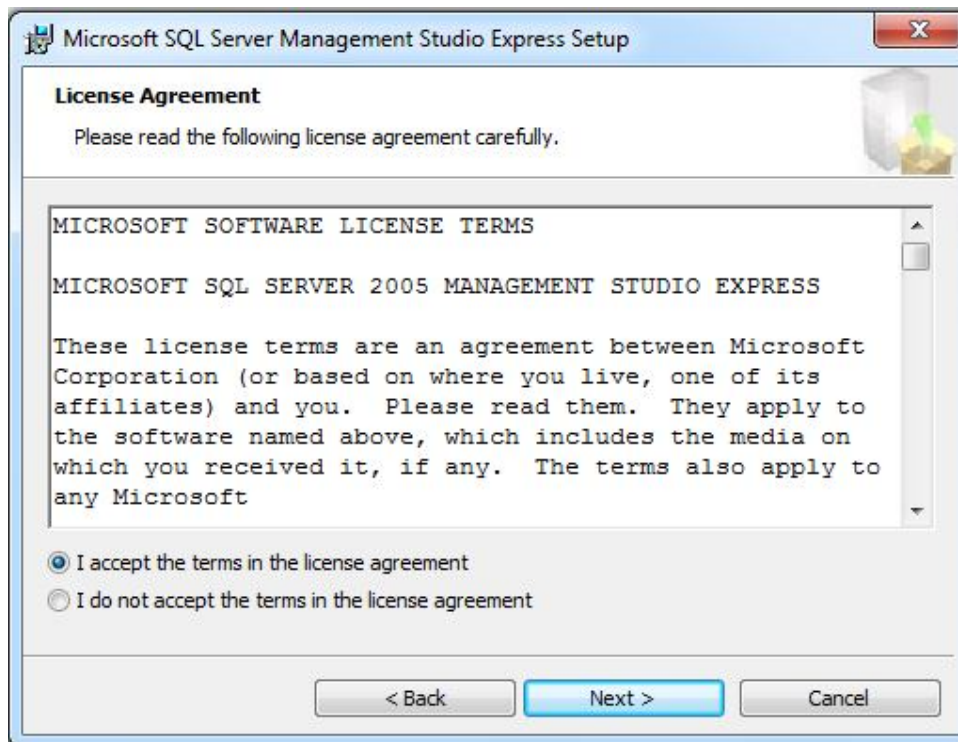 Microsoft SQL Server Management Studio Express Setup
License Agreement
Please read the following license agreement carefully.
MICROSOFT SOFTWARE LICENSE TERMS
MICROSOFT SQL SERVER 2005 MANAGEMENT STUDIO EXPRESS
These license terms are an agreement between Microsoft
Corporation (or based on where you live, one of its
affiliates) and you.  Please read them.  They apply to
the software named above, which includes the media on
which you received it, if any.  The terms also apply to
any Microsoft
I accept the terms in the license agreement
I do not accept the terms in the license agreement
< Back Next > Cancel